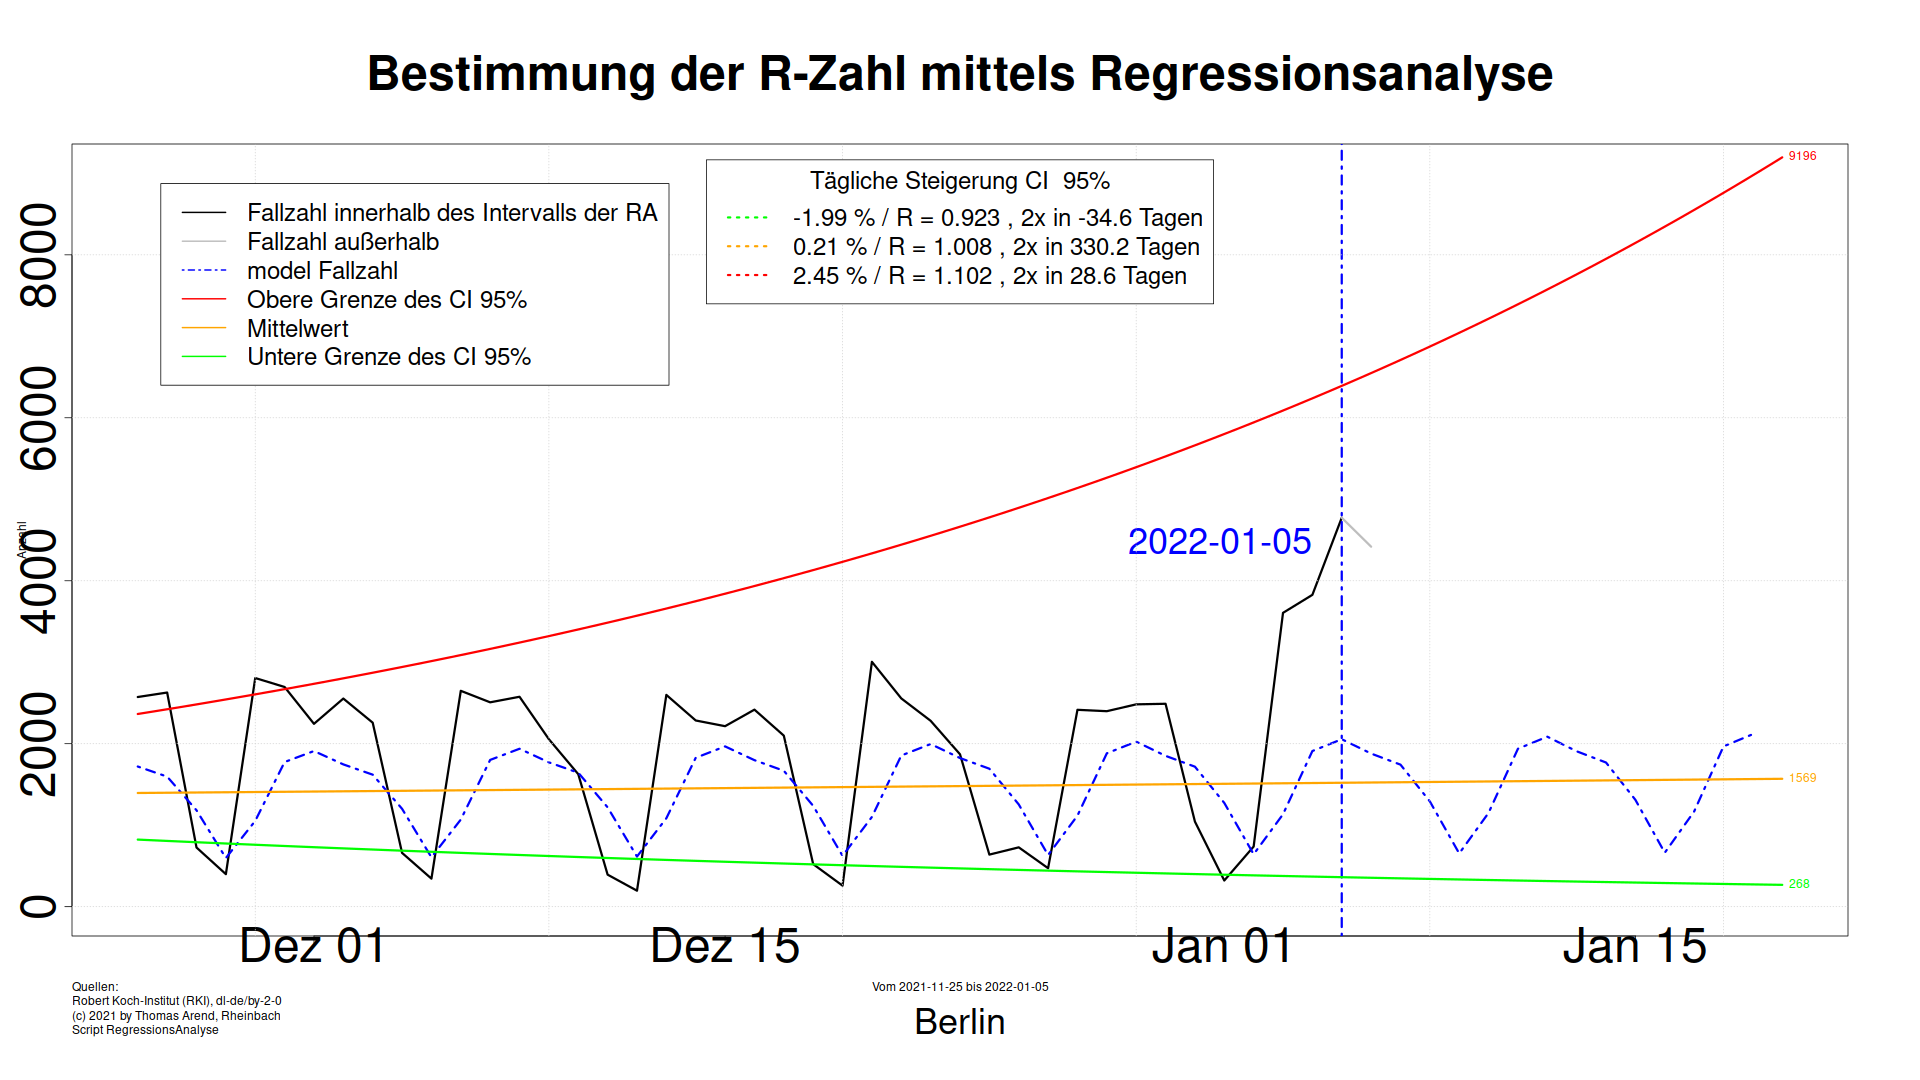 Bestimmung der R-Zahl mittels Regressionsanalyse
Fallzahl innerhalb des Intervalls der RA
Fallzahl außerhalb
model Fallzahl
Obere Grenze des CI 95%
Mittelwert
Untere Grenze des CI 95%
Tägliche Steigerung CI  95%
-1.99 % / R = 0.923 , 2x in -34.6 Tagen
0.21 % / R = 1.008 , 2x in 330.2 Tagen
2.45 % / R = 1.102 , 2x in 28.6 Tagen
9196
8000
6000
4000
2000
0
Anzahl
2022-01-05
1569
268
Dez 01
Dez 15
Jan 01
Jan 15
Quellen:
Robert Koch-Institut (RKI), dl-de/by-2-0
(c) 2021 by Thomas Arend, Rheinbach
Script RegressionsAnalyse
Vom 2021-11-25 bis 2022-01-05
Berlin